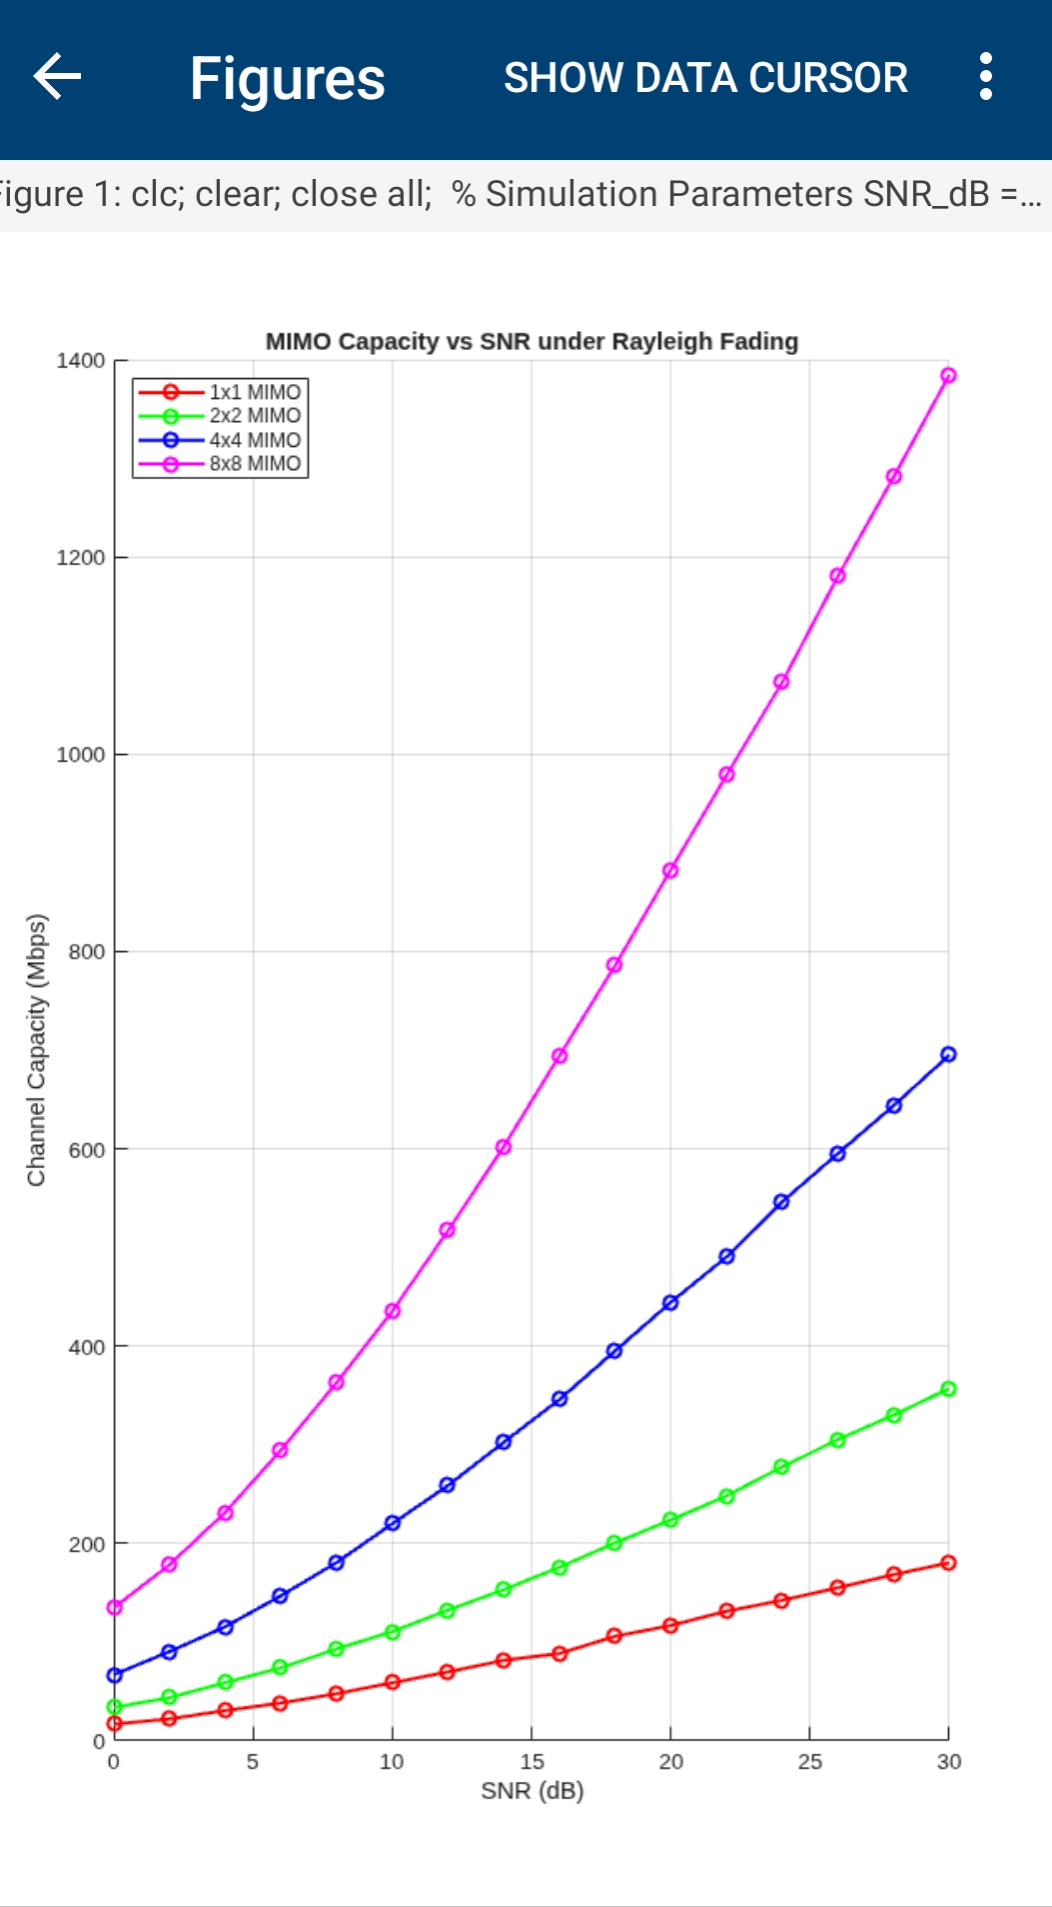 Figures SHOW DATA CURSOR
igure 1: clc; clear; close all; % Simulation Parameters SNR_dB =...
MIMO Capacity vs SNR under Rayleigh Fading
1x1 MIMO
2x2 MIMO
4x4 MIMO
8x8 MIMO
1400
1200
1000
800
600
400
200
0
Channel Capacity (Mbps)
0 5 10 15 20 25 30
SNR (dB)